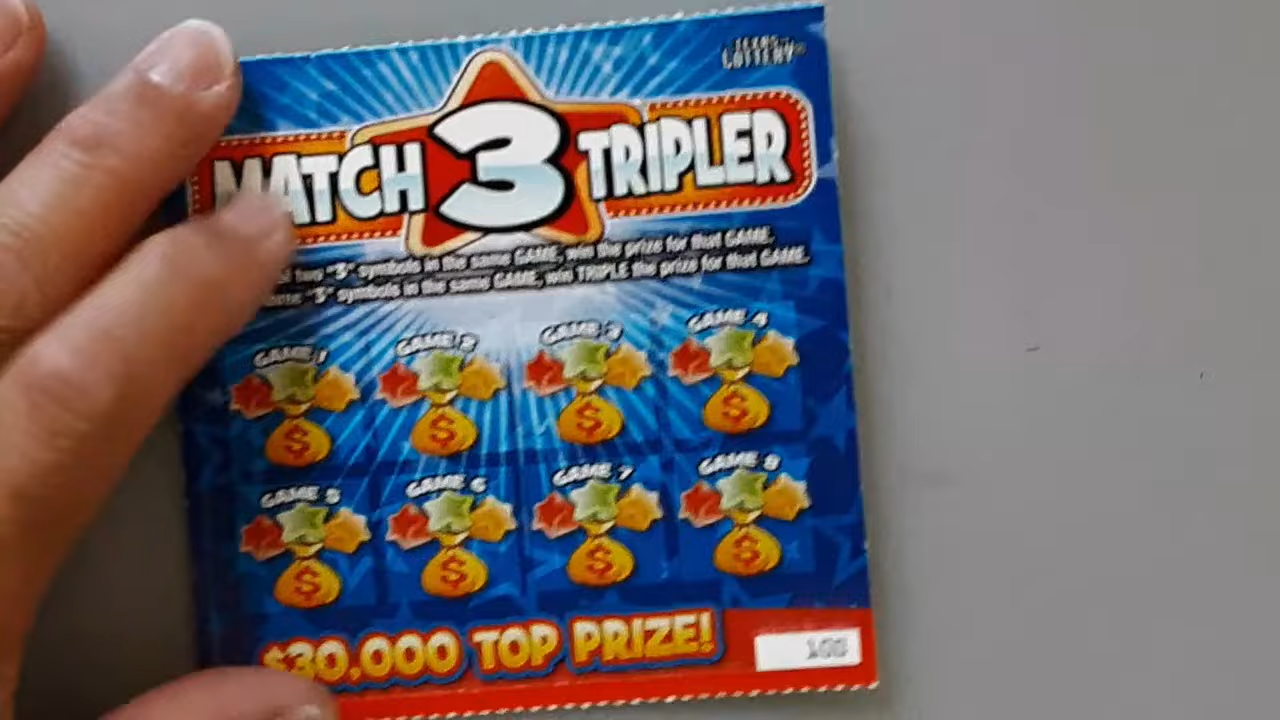 TEXAS LOTTERY
MATCH 3 TRIPLER
two "3" symbols in the same GAME, win the prize for that GAME.
"3" symbols in the same GAME, win TRIPLE the prize for that GAME.
GAME 1 GAME 2 GAME 3 GAME 4
$ $ $ $
GAME 5 GAME 6 GAME 7 GAME 8
$ $ $ $
$30,000 TOP PRIZE!